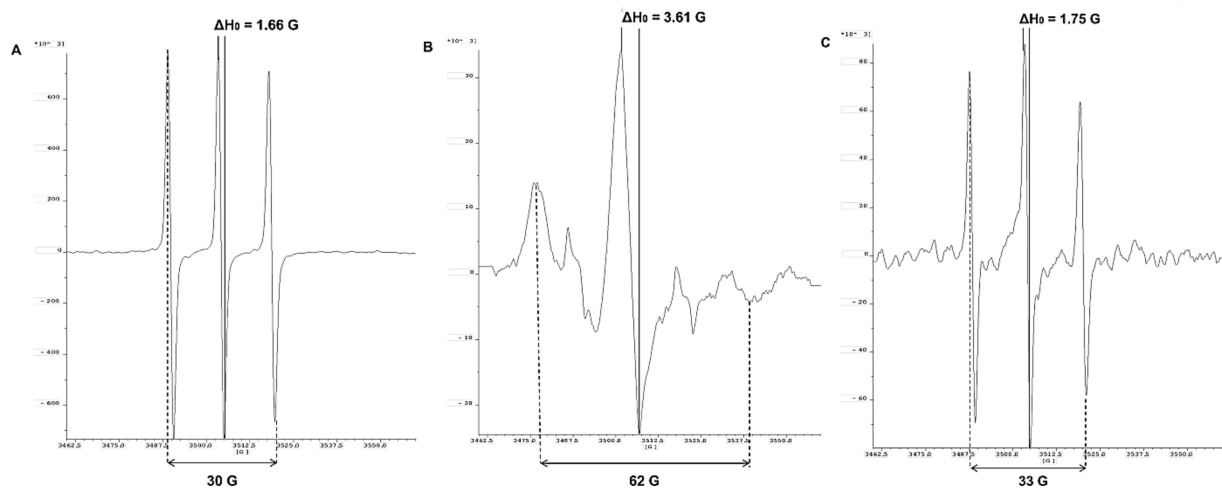 A
ΔH₀ = 1.66 G
*10^ 3]
600
400
200
0
- 200
- 400
- 600
3462.5 3475.0 3487.5 3500.0 3512.5 3525.0 3537.5 3550.0
[G]
30 G
B
ΔH₀ = 3.61 G
*10^ 3]
30
20
10
0
- 10
- 20
3462.5 3475.0 3487.5 3500.0 3512.5 3525.0 3537.5 3550.0
[G]
62 G
C
ΔH₀ = 1.75 G
*10^ 3]
80
60
40
20
0
- 20
- 40
- 60
3462.5 3475.0 3487.5 3500.0 3512.5 3525.0 3537.5 3550.0
[G]
33 G